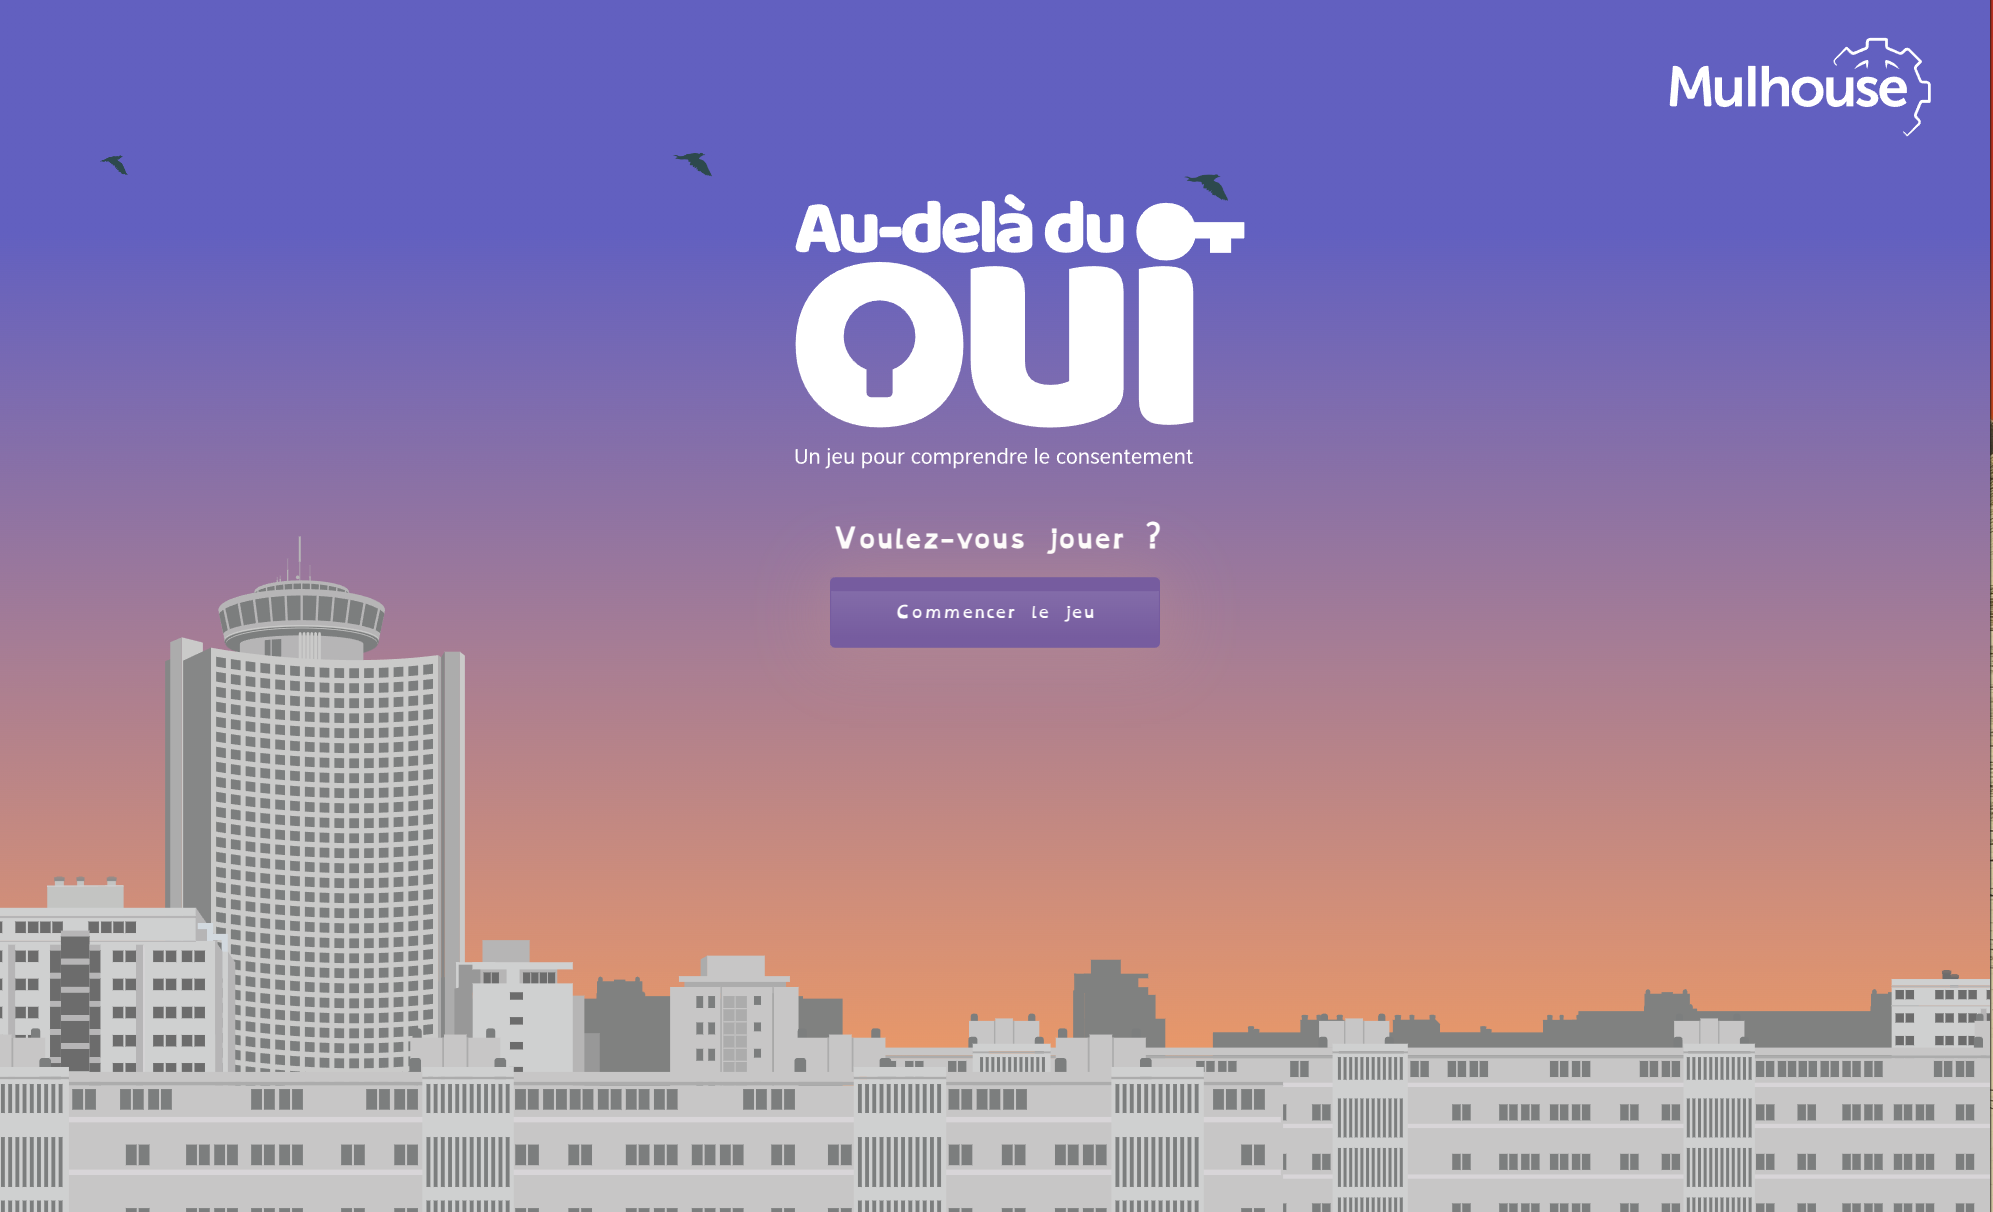 Mulhouse
Au-delà du
OUi
Un jeu pour comprendre le consentement
Voulez-vous jouer ?
Commencer le jeu